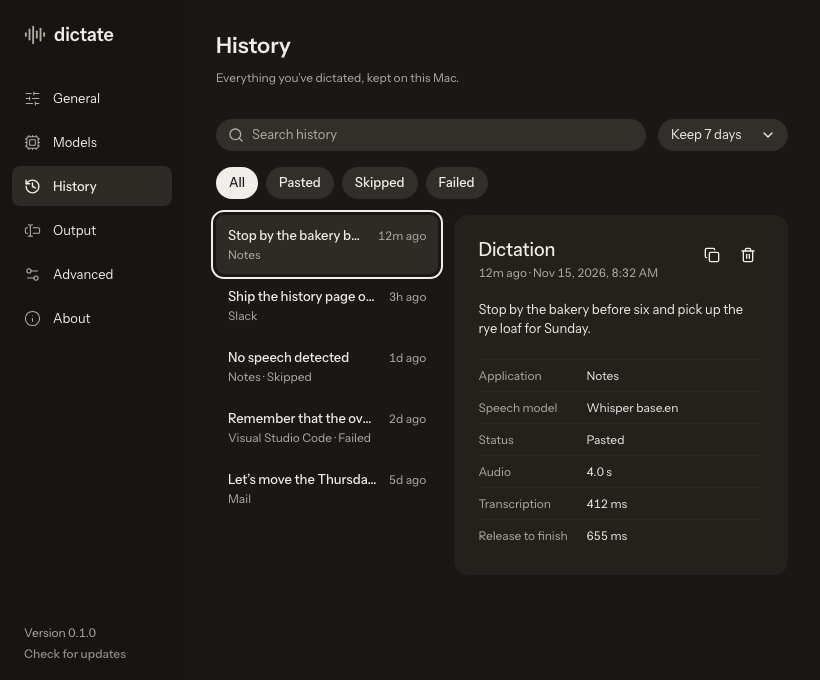 dictate
General
Models
History
Output
Advanced
About
Version 0.1.0
Check for updates
History
Everything you've dictated, kept on this Mac.
Search history
Keep 7 days
All
Pasted
Skipped
Failed
Stop by the bakery b...
12m ago
Notes
Ship the history page o...
3h ago
Slack
No speech detected
1d ago
Notes · Skipped
Remember that the ov...
2d ago
Visual Studio Code · Failed
Let's move the Thursda...
5d ago
Mail
Dictation
12m ago · Nov 15, 2026, 8:32 AM
Stop by the bakery before six and pick up the
rye loaf for Sunday.
Application Notes
Speech model Whisper base.en
Status Pasted
Audio 4.0 s
Transcription 412 ms
Release to finish 655 ms